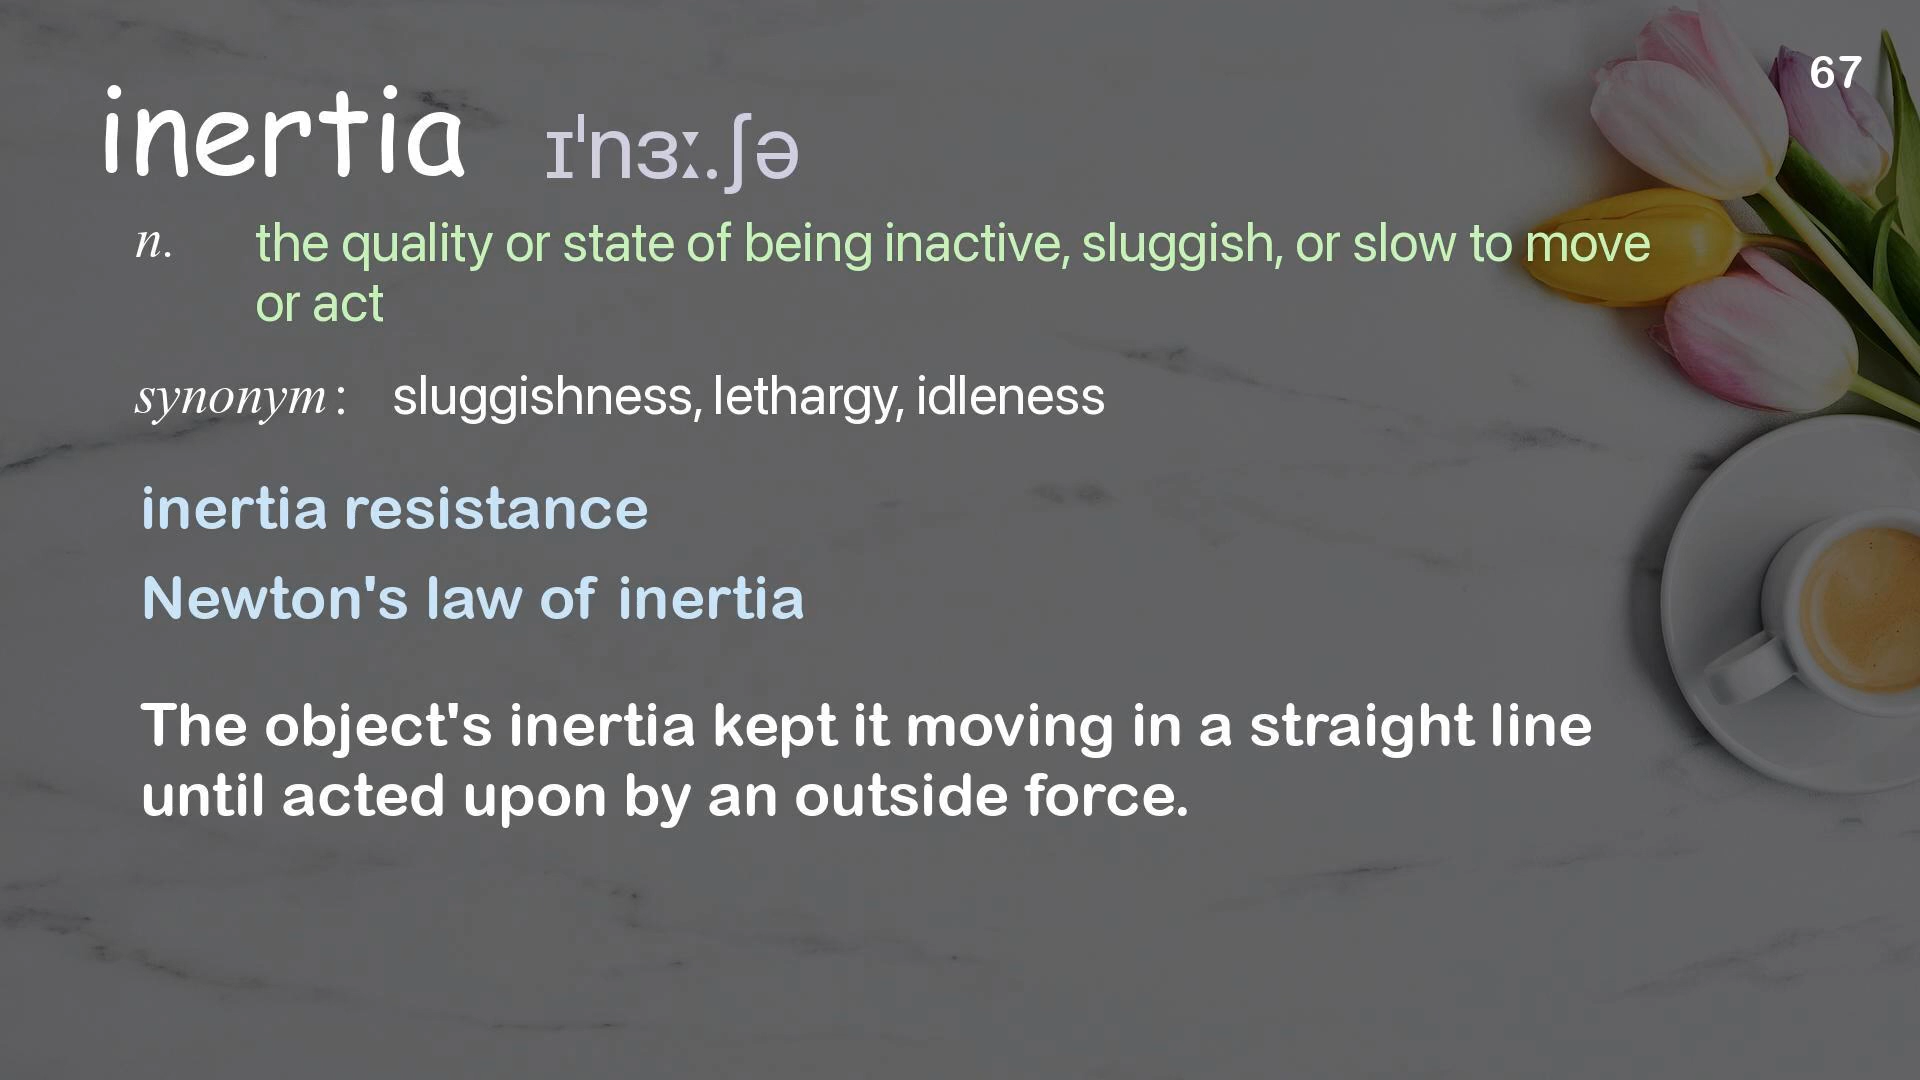 67
inertia ɪˈnɜː.ʃə
n. the quality or state of being inactive, sluggish, or slow to move
or act
synonym: sluggishness, lethargy, idleness
inertia resistance
Newton's law of inertia
The object's inertia kept it moving in a straight line
until acted upon by an outside force.